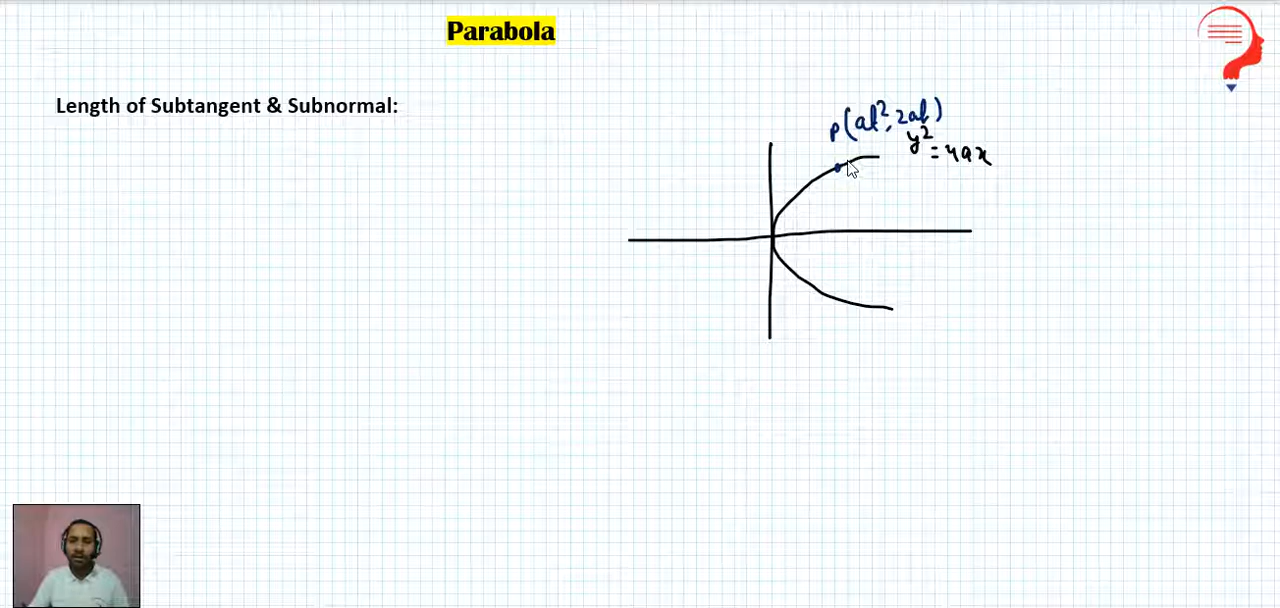 Parabola
Length of Subtangent & Subnormal:
P(at², 2at)
y² = 4ax